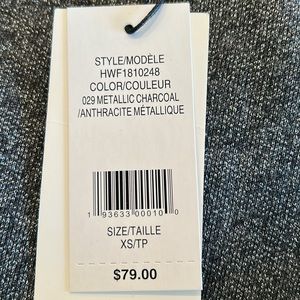 STYLE/MODÈLE
HWF1810248
COLOR/COULEUR
029 METALLIC CHARCOAL
/ANTHRACITE MÉTALLIQUE
1 93633 00010 0
SIZE/TAILLE
XS/TP
$79.00